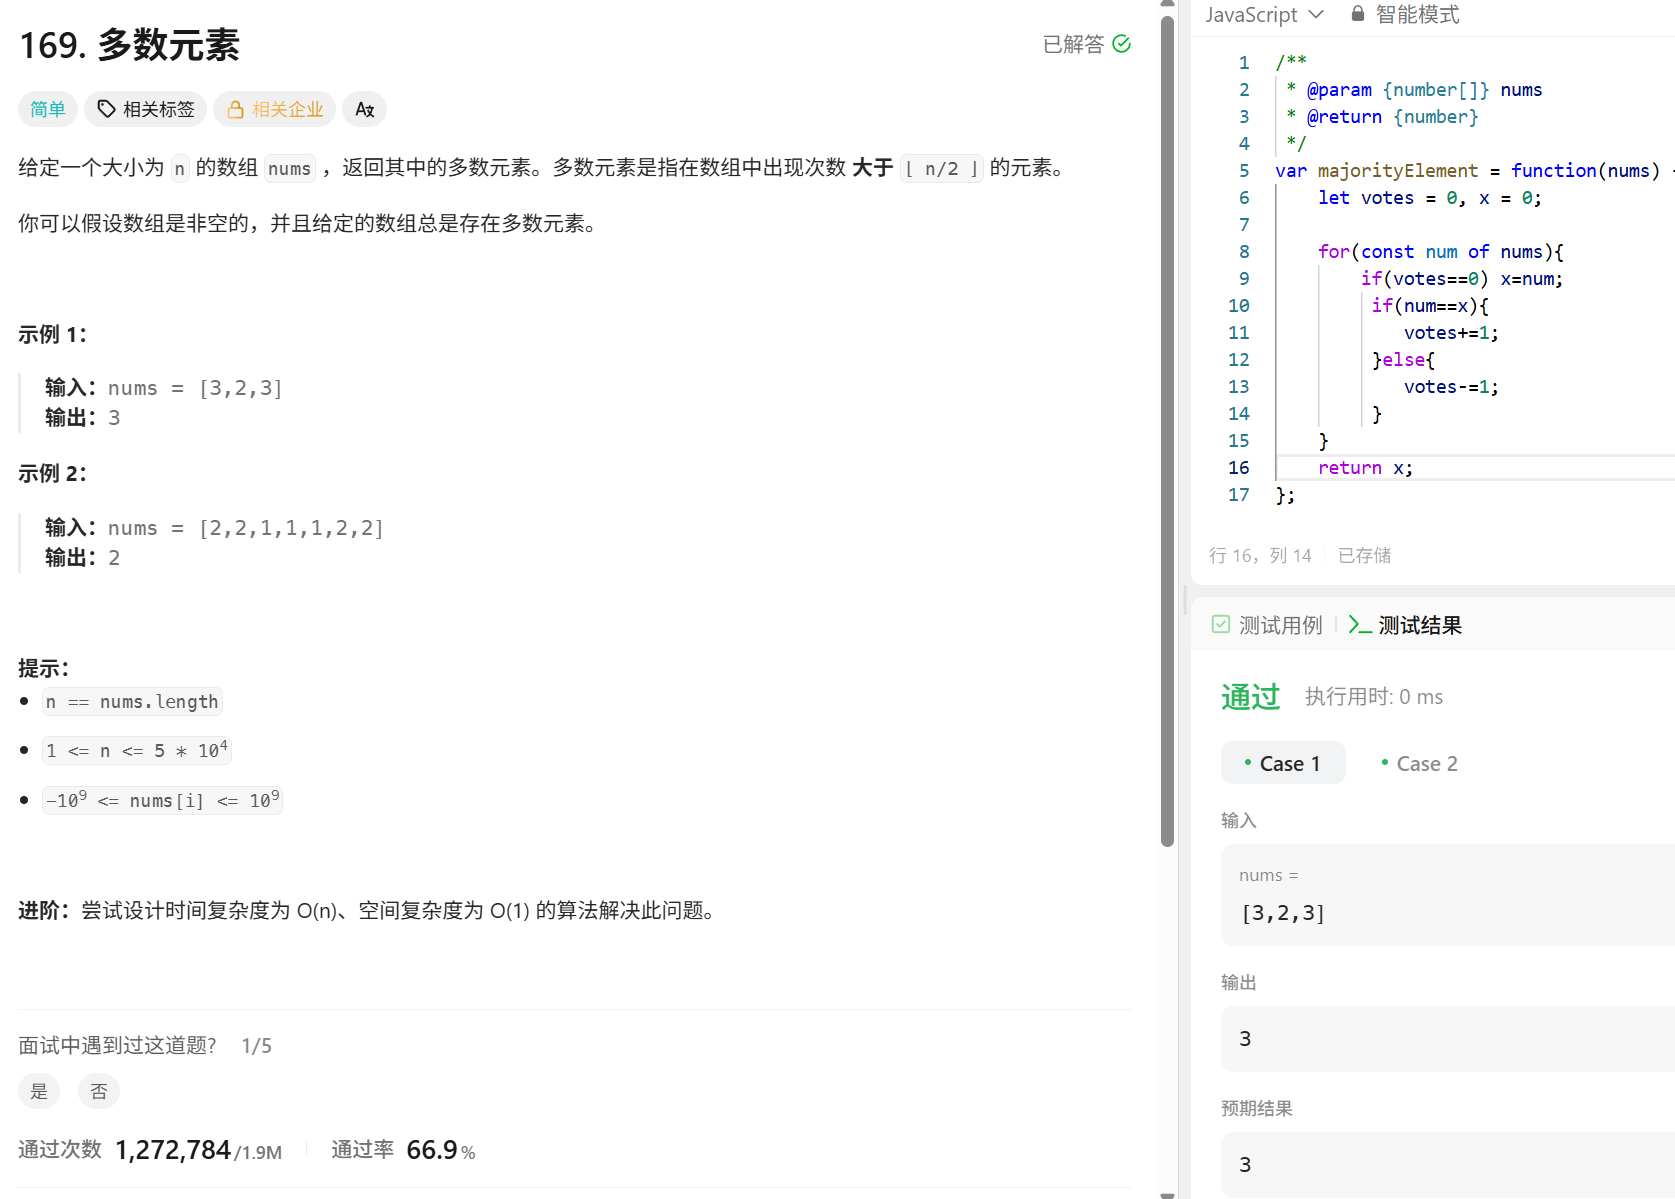 169. 多数元素
已解答
简单
相关标签
相关企业
给定一个大小为 n 的数组 nums ，返回其中的多数元素。多数元素是指在数组中出现次数 大于 ⌊ n/2 ⌋ 的元素。
你可以假设数组是非空的，并且给定的数组总是存在多数元素。
示例 1：
输入：nums = [3,2,3]
输出：3
示例 2：
输入：nums = [2,2,1,1,1,2,2]
输出：2
提示：
n == nums.length
1 <= n <= 5 * 10⁴
-10⁹ <= nums[i] <= 10⁹
进阶：尝试设计时间复杂度为 O(n)、空间复杂度为 O(1) 的算法解决此问题。
面试中遇到过这道题? 1/5
是
否
通过次数 1,272,784/1.9M
通过率 66.9%
JavaScript
智能模式
1 /**
2  * @param {number[]} nums
3  * @return {number}
4  */
5 var majorityElement = function(nums)
6     let votes = 0, x = 0;
7
8     for(const num of nums){
9         if(votes==0) x=num;
10          if(num==x){
11             votes+=1;
12          }else{
13             votes-=1;
14          }
15     }
16     return x;
17 };
行 16，列 14
已存储
测试用例
测试结果
通过
执行用时: 0 ms
Case 1
Case 2
输入
nums =
[3,2,3]
输出
3
预期结果
3